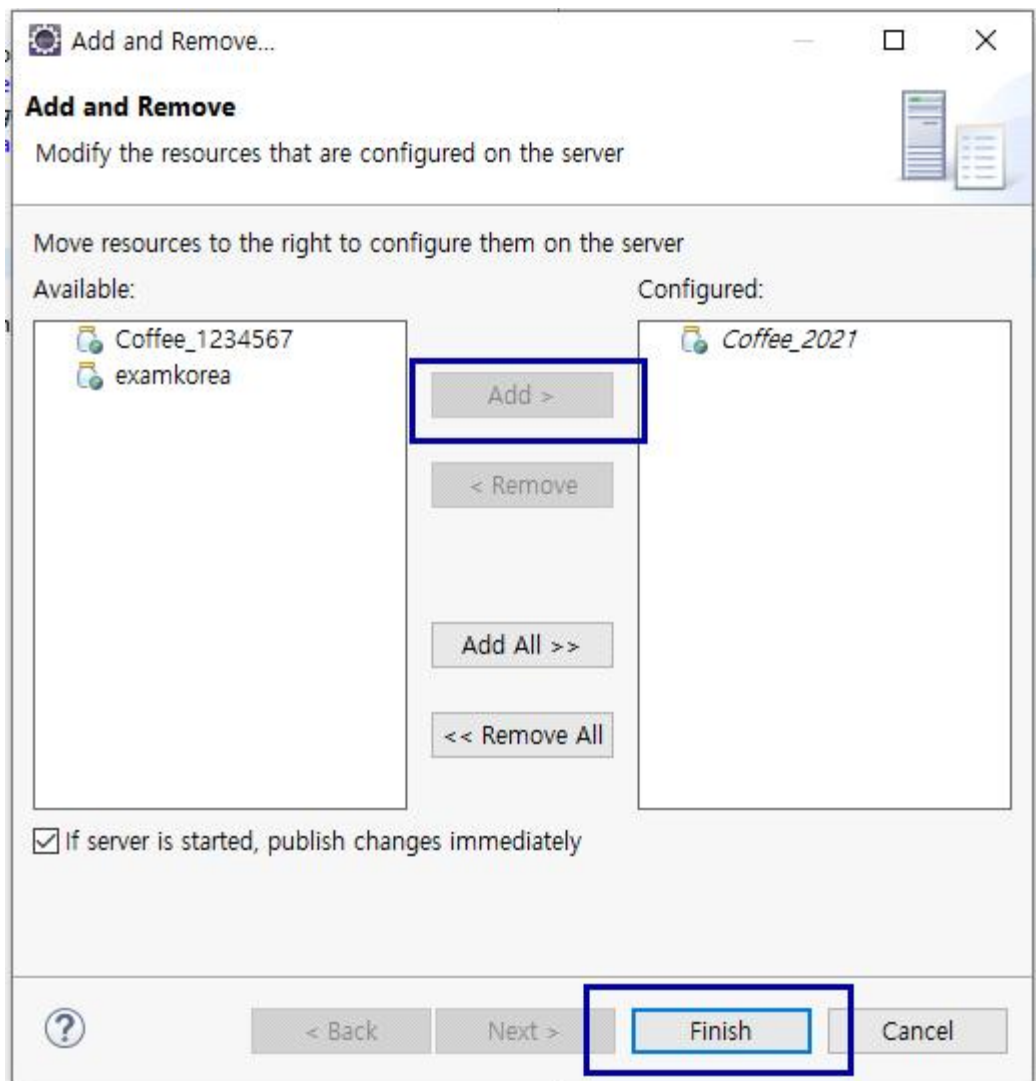 Add and Remove...
Add and Remove
Modify the resources that are configured on the server
Move resources to the right to configure them on the server
Available:
Configured:
Coffee_1234567
examkorea
Coffee_2021
Add >
< Remove
Add All >>
<< Remove All
If server is started, publish changes immediately
?
< Back
Next >
Finish
Cancel